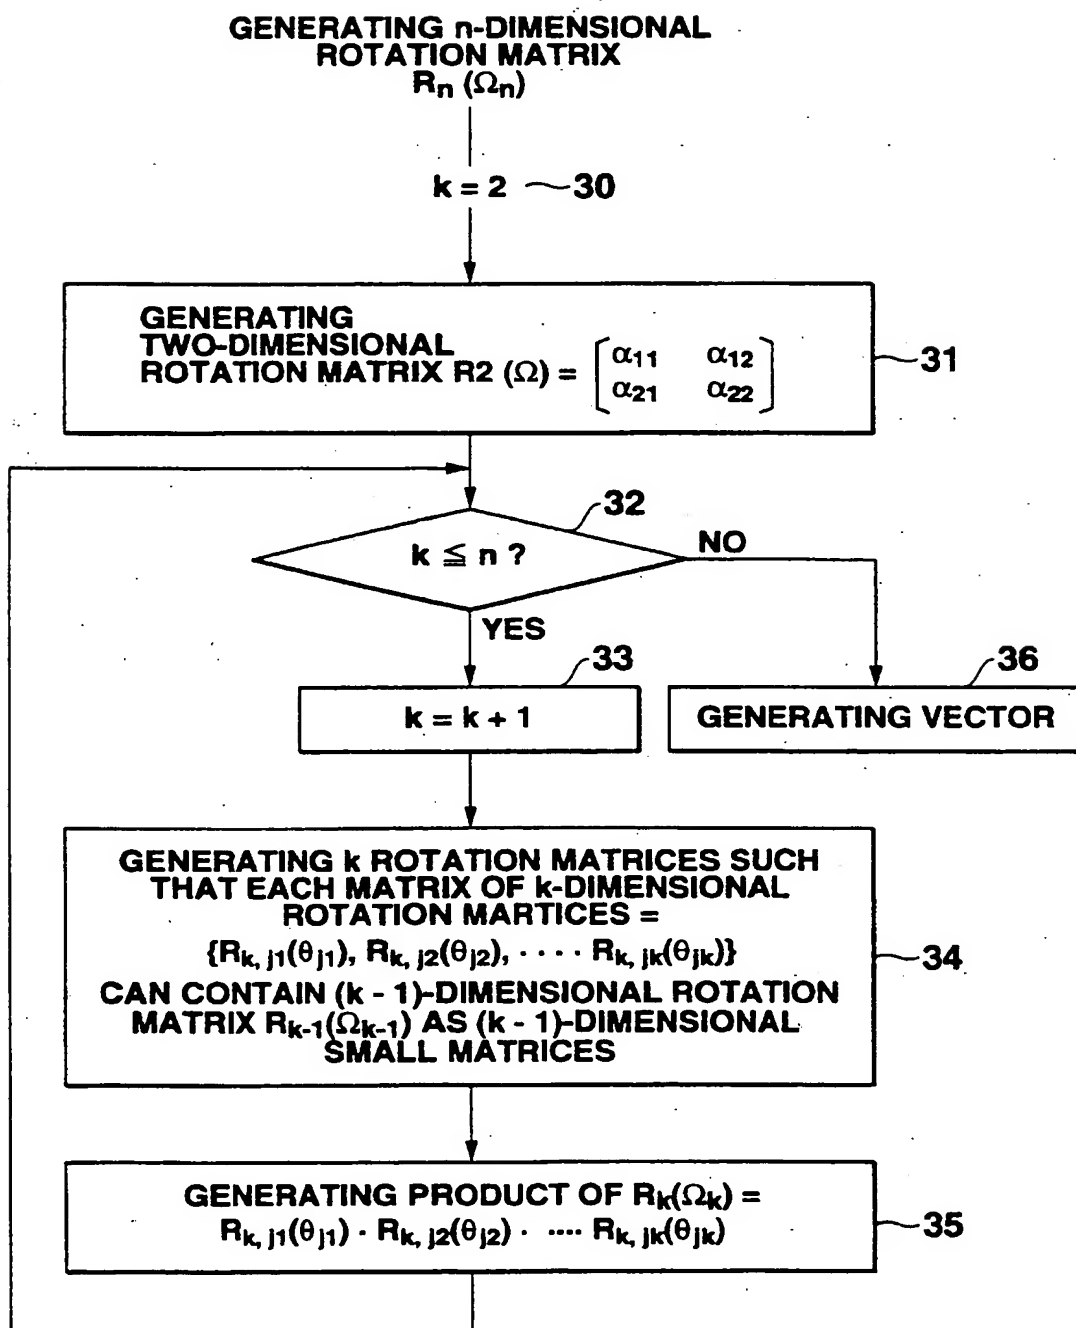 GENERATING n-DIMENSIONAL
ROTATION MATRIX
Rn (Ωn)
k = 2 30
GENERATING
TWO-DIMENSIONAL
ROTATION MATRIX R2 (Ω) =
α11 α12
α21 α22
31
32
k ≦ n ?
NO
YES
33
k = k + 1
36
GENERATING VECTOR
GENERATING k ROTATION MATRICES SUCH
THAT EACH MATRIX OF k-DIMENSIONAL
ROTATION MARTICES =
{Rk, j1(θj1), Rk, j2(θj2), · · · · Rk, jk(θjk)}
CAN CONTAIN (k - 1)-DIMENSIONAL ROTATION
MATRIX Rk-1(Ωk-1) AS (k - 1)-DIMENSIONAL
SMALL MATRICES
34
GENERATING PRODUCT OF Rk(Ωk) =
Rk, j1(θj1) · Rk, j2(θj2) · ···· Rk, jk(θjk)
35